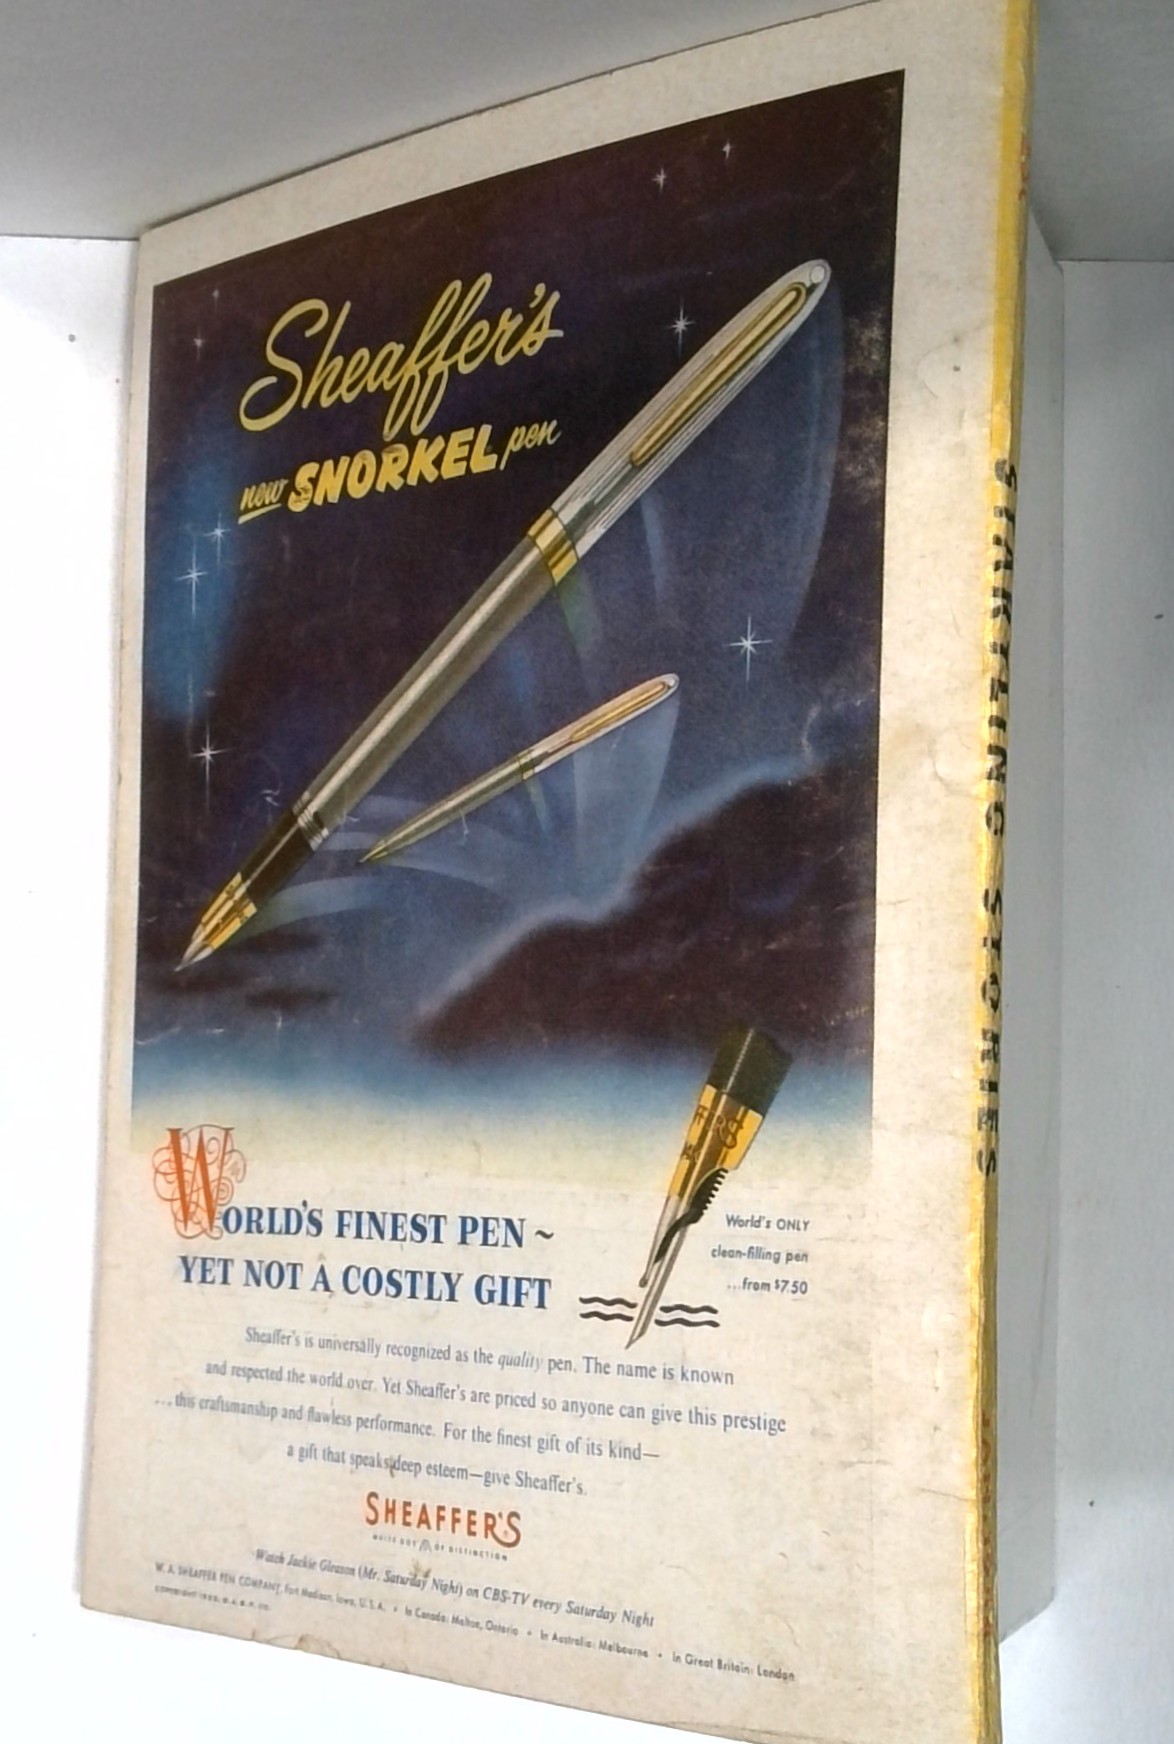 Sheaffer's
new SNORKEL pen
FERS
WORLD'S FINEST PEN ~
YET NOT A COSTLY GIFT
World's ONLY
clean-filling pen
...from $7.50
Sheaffer's is universally recognized as the quality pen. The name is known
and respected the world over. Yet Sheaffer's are priced so anyone can give this prestige
...this craftsmanship and flawless performance. For the finest gift of its kind—
a gift that speaks deep esteem—give Sheaffer's.
SHEAFFER'S
WHITE DOT OF DISTINCTION
Watch Jackie Gleason (Mr. Saturday Night) on CBS-TV every Saturday Night
W. A. SHEAFFER PEN COMPANY, Fort Madison, Iowa, U.S.A. • In Canada: Malton, Ontario • In Australia: Melbourne • In Great Britain: London
STARTLING STORIES